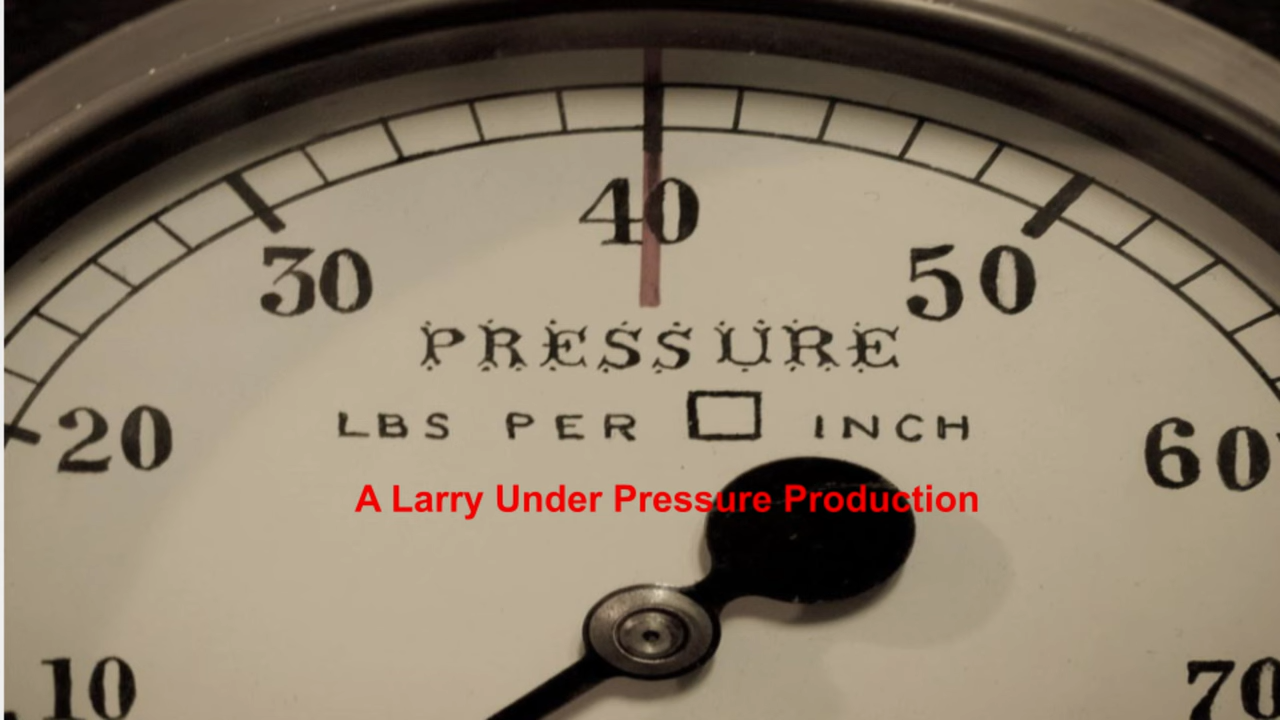 40
30
50
PRESSURE
LBS PER □ INCH
20
60
A Larry Under Pressure Production
10
70